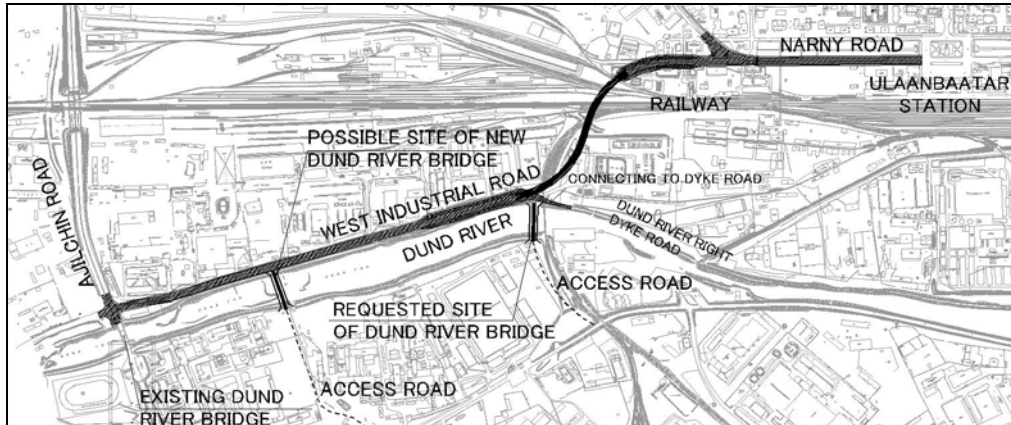 NARNY ROAD
ULAANBAATAR
STATION
RAILWAY
POSSIBLE SITE OF NEW
DUND RIVER BRIDGE
CONNECTING TO DYKE ROAD
AJILCHIN ROAD
WEST INDUSTRIAL ROAD
DUND RIVER
DUND RIVER RIGHT
DYKE ROAD
ACCESS ROAD
REQUESTED SITE
OF DUND RIVER BRIDGE
ACCESS ROAD
EXISTING DUND
RIVER BRIDGE